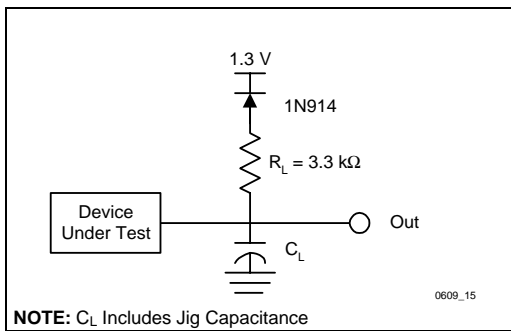 1.3 V
1N914
R_L = 3.3 kΩ
Device
Under Test
Out
C_L
0609_15
NOTE: C_L Includes Jig Capacitance